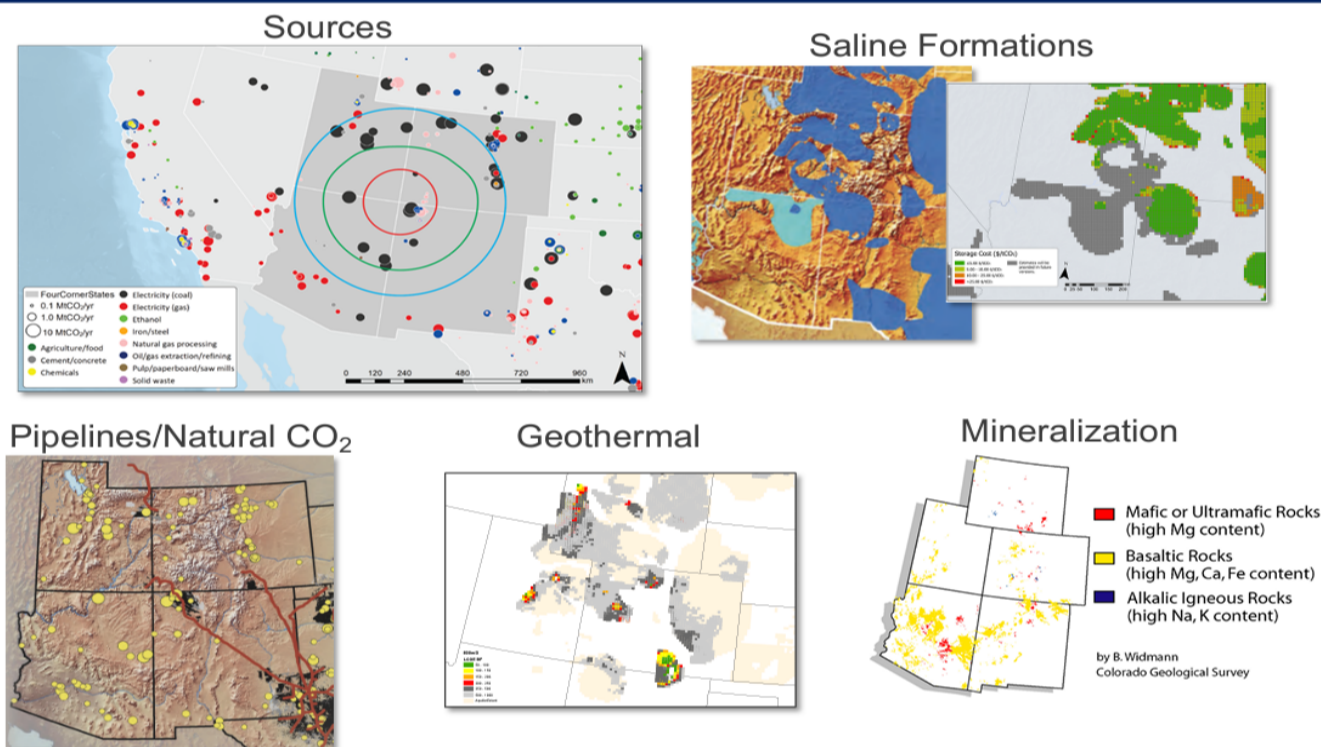 Sources
Saline Formations
FourCornerStates
0.1 MtCO₂/yr
1.0 MtCO₂/yr
10 MtCO₂/yr
Agriculture/food
Cement/concrete
Chemicals
Electricity (coal)
Electricity (gas)
Ethanol
Iron/steel
Natural gas processing
Oil/gas extraction/refining
Pulp/paperboard/saw mills
Solid waste
0 120 240 480 720 960
km
N
Storage Cost ($/tCO₂)
Pipelines/Natural CO₂
Geothermal
Mineralization
Mafic or Ultramafic Rocks
(high Mg content)
Basaltic Rocks
(high Mg, Ca, Fe content)
Alkalic Igneous Rocks
(high Na, K content)
by B. Widmann
Colorado Geological Survey